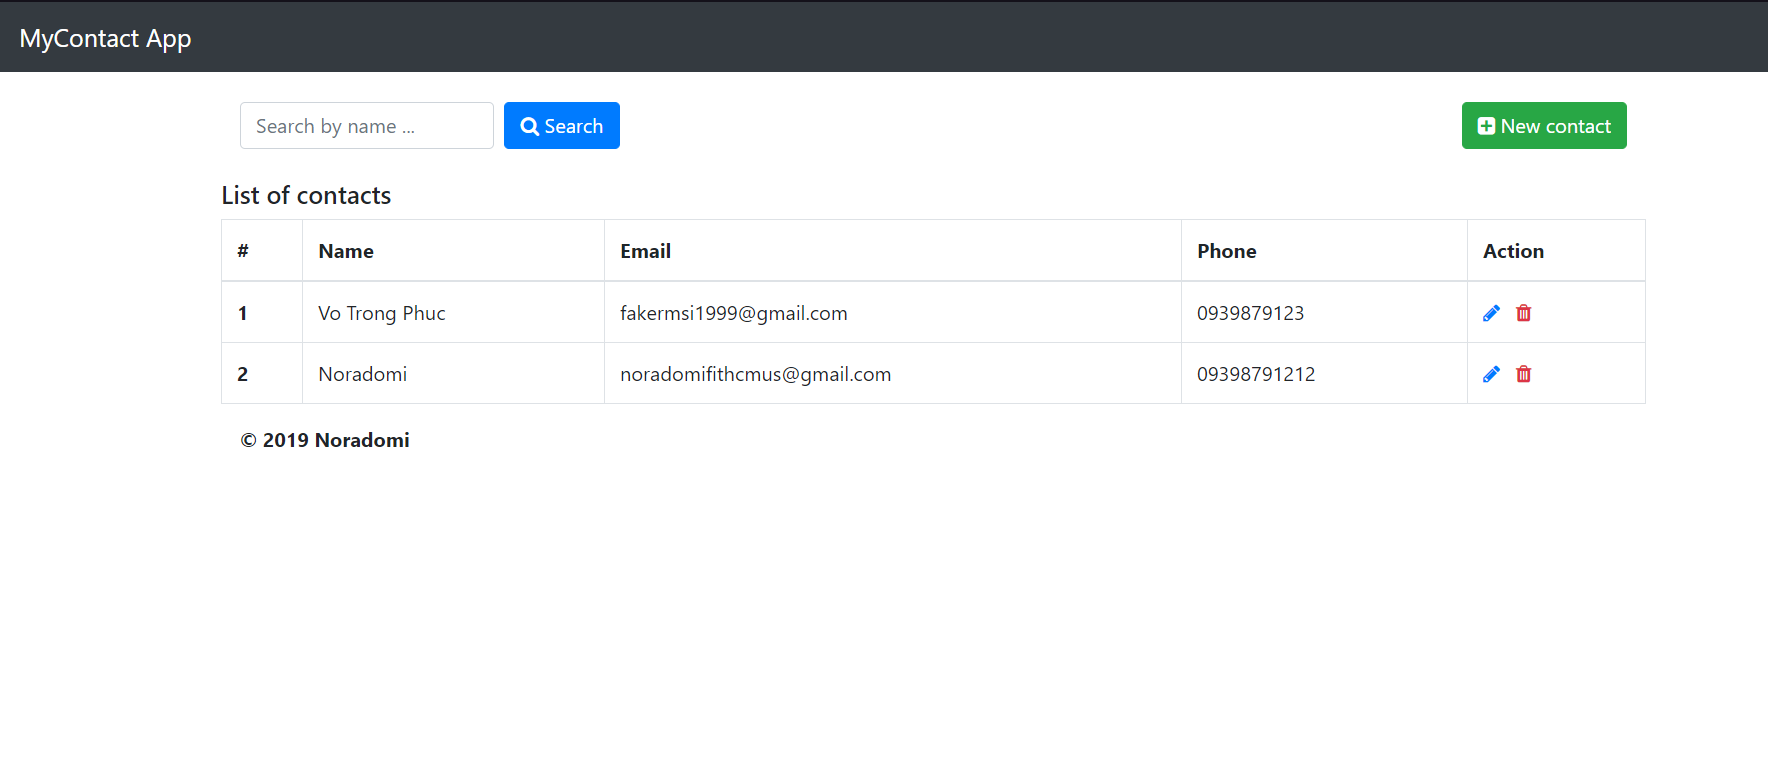 MyContact App
Search by name ... Search New contact
List of contacts
# Name Email Phone Action
1 Vo Trong Phuc fakermsi1999@gmail.com 0939879123
2 Noradomi noradomifithcmus@gmail.com 09398791212
© 2019 Noradomi